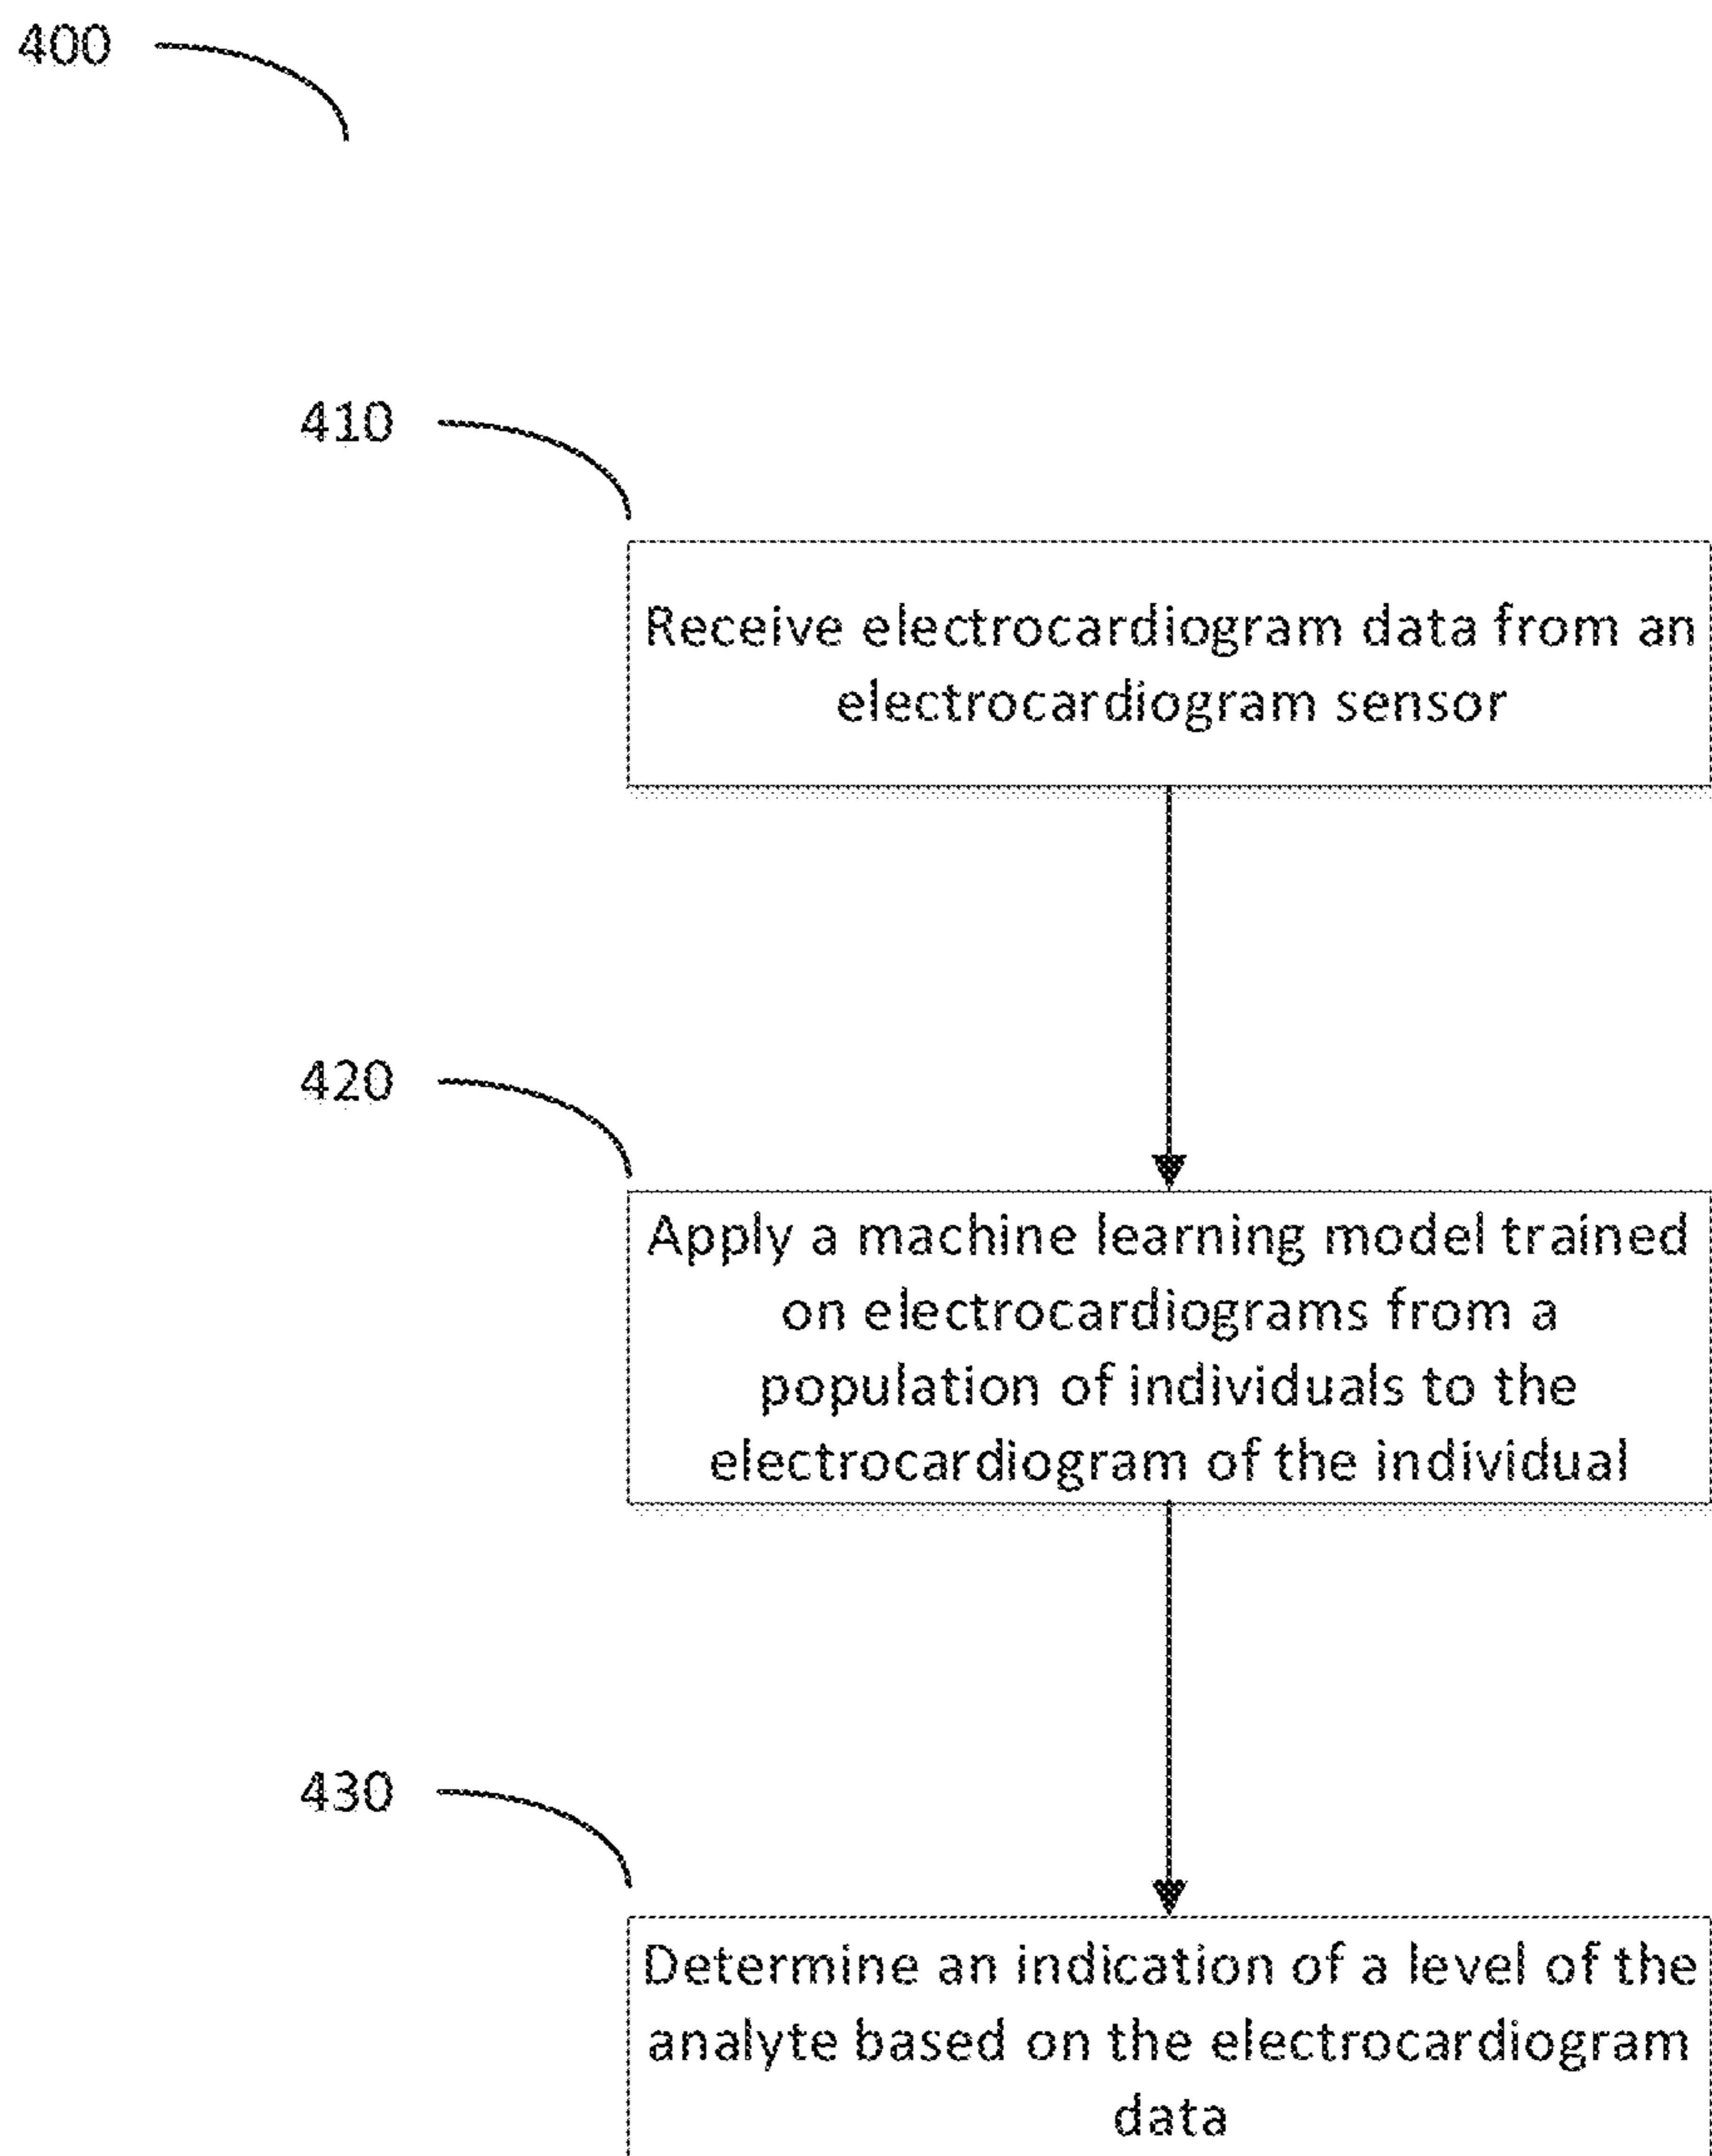 400
410
Receive electrocardiogram data from an
electrocardiogram sensor
420
Apply a machine learning model trained
on electrocardiograms from a
population of individuals to the
electrocardiogram of the individual
430
Determine an indication of a level of the
analyte based on the electrocardiogram
data